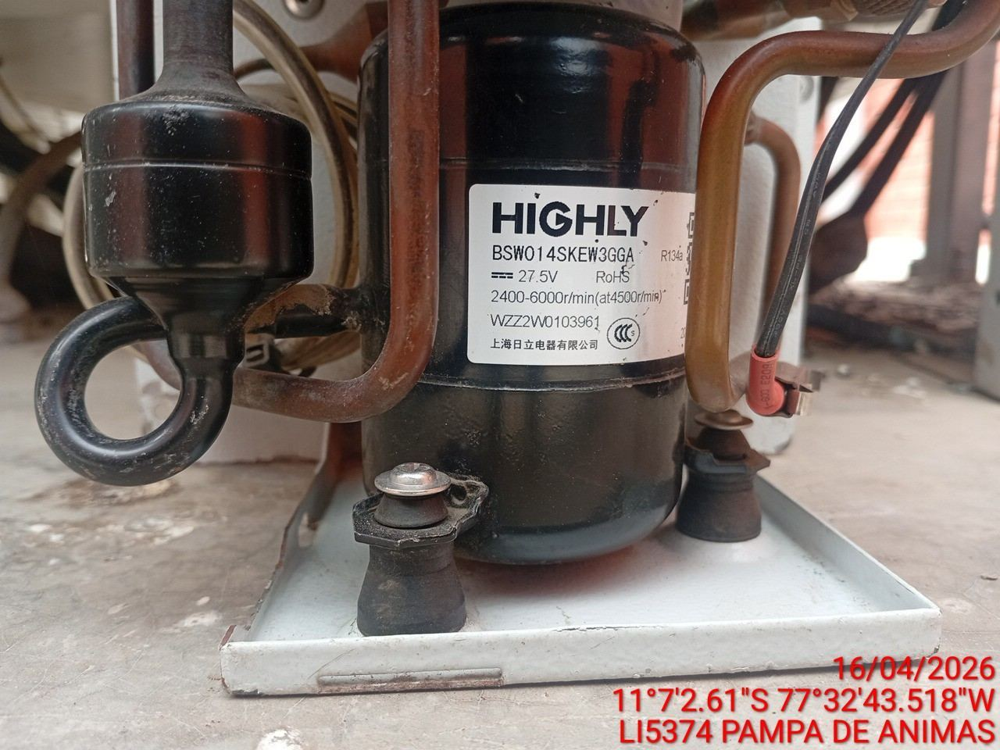 HIGHLY
BSW014SKEW3GGA R134a
27.5V RoHS
2400-6000r/min(at4500r/min)
WZZ2W0103961
上海日立电器有限公司
CCC S
16/04/2026
11°7'2.61"S 77°32'43.518"W
LI5374 PAMPA DE ANIMAS